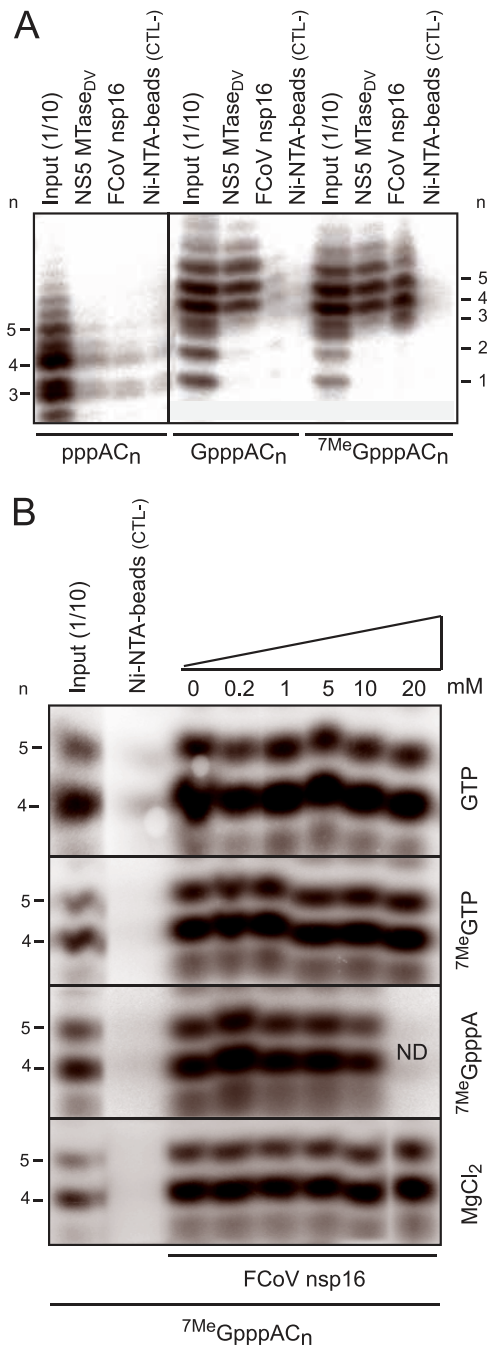 A
Input (1/10)
NS5 MTaseDV
FCoV nsp16
Ni-NTA-beads (CTL-)
Input (1/10)
NS5 MTaseDV
FCoV nsp16
Ni-NTA-beads (CTL-)
Input (1/10)
NS5 MTaseDV
FCoV nsp16
Ni-NTA-beads (CTL-)
n
n
5
4
3
5
4
3
2
1
pppACn
GpppACn
7MeGpppACn
B
Input (1/10)
Ni-NTA-beads (CTL-)
n
0 0.2 1 5 10 20 mM
5
4
GTP
5
4
7MeGTP
5
4
ND
7MeGpppA
5
4
MgCl2
FCoV nsp16
7MeGpppACn